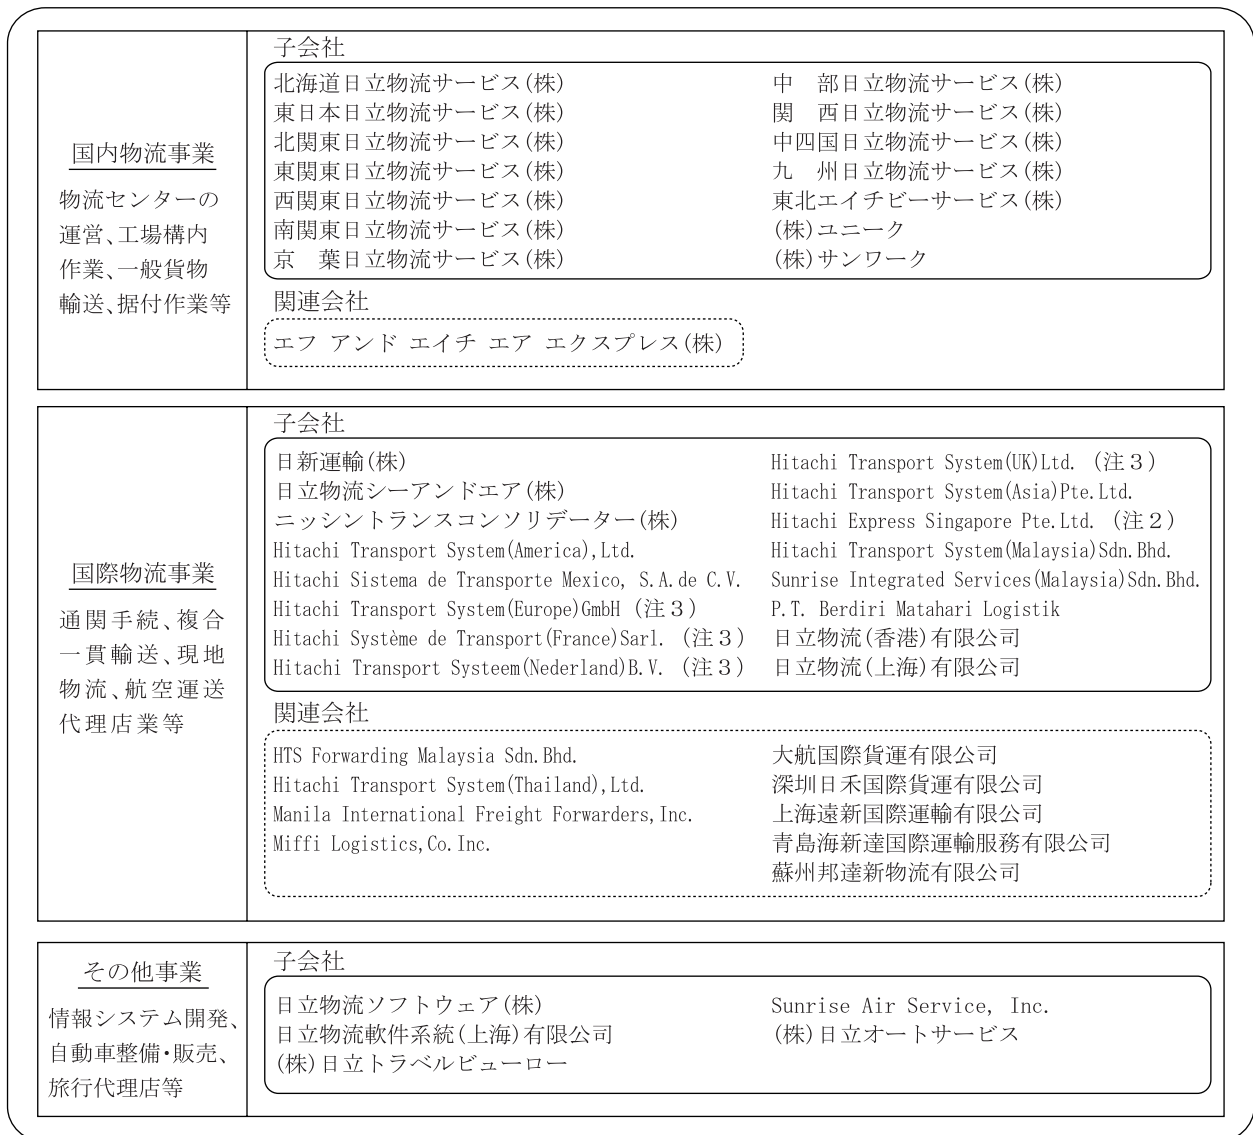 国内物流事業
物流センターの
運営、工場構内
作業、一般貨物
輸送、据付作業等
子会社
北海道日立物流サービス(株)
東日本日立物流サービス(株)
北関東日立物流サービス(株)
東関東日立物流サービス(株)
西関東日立物流サービス(株)
南関東日立物流サービス(株)
京　葉日立物流サービス(株)
中　部日立物流サービス(株)
関　西日立物流サービス(株)
中四国日立物流サービス(株)
九　州日立物流サービス(株)
東北エイチビーサービス(株)
(株)ユニーク
(株)サンワーク
関連会社
エフ アンド エイチ エア エクスプレス(株)
国際物流事業
通関手続、複合
一貫輸送、現地
物流、航空運送
代理店業等
子会社
日新運輸(株)
日立物流シーアンドエア(株)
ニッシントランスコンソリデーター(株)
Hitachi Transport System(America),Ltd.
Hitachi Sistema de Transporte Mexico, S.A.de C.V.
Hitachi Transport System(Europe)GmbH (注３)
Hitachi Système de Transport(France)Sarl. (注３)
Hitachi Transport Systeem(Nederland)B.V. (注３)
Hitachi Transport System(UK)Ltd. (注３)
Hitachi Transport System(Asia)Pte.Ltd.
Hitachi Express Singapore Pte.Ltd. (注２)
Hitachi Transport System(Malaysia)Sdn.Bhd.
Sunrise Integrated Services(Malaysia)Sdn.Bhd.
P.T. Berdiri Matahari Logistik
日立物流(香港)有限公司
日立物流(上海)有限公司
関連会社
HTS Forwarding Malaysia Sdn.Bhd.
Hitachi Transport System(Thailand),Ltd.
Manila International Freight Forwarders,Inc.
Miffi Logistics,Co.Inc.
大航国際貨運有限公司
深圳日禾国際貨運有限公司
上海遠新国際運輸有限公司
青島海新達国際運輸服務有限公司
蘇州邦達新物流有限公司
その他事業
情報システム開発、
自動車整備・販売、
旅行代理店等
子会社
日立物流ソフトウェア(株)
日立物流軟件系統(上海)有限公司
(株)日立トラベルビューロー
Sunrise Air Service, Inc.
(株)日立オートサービス